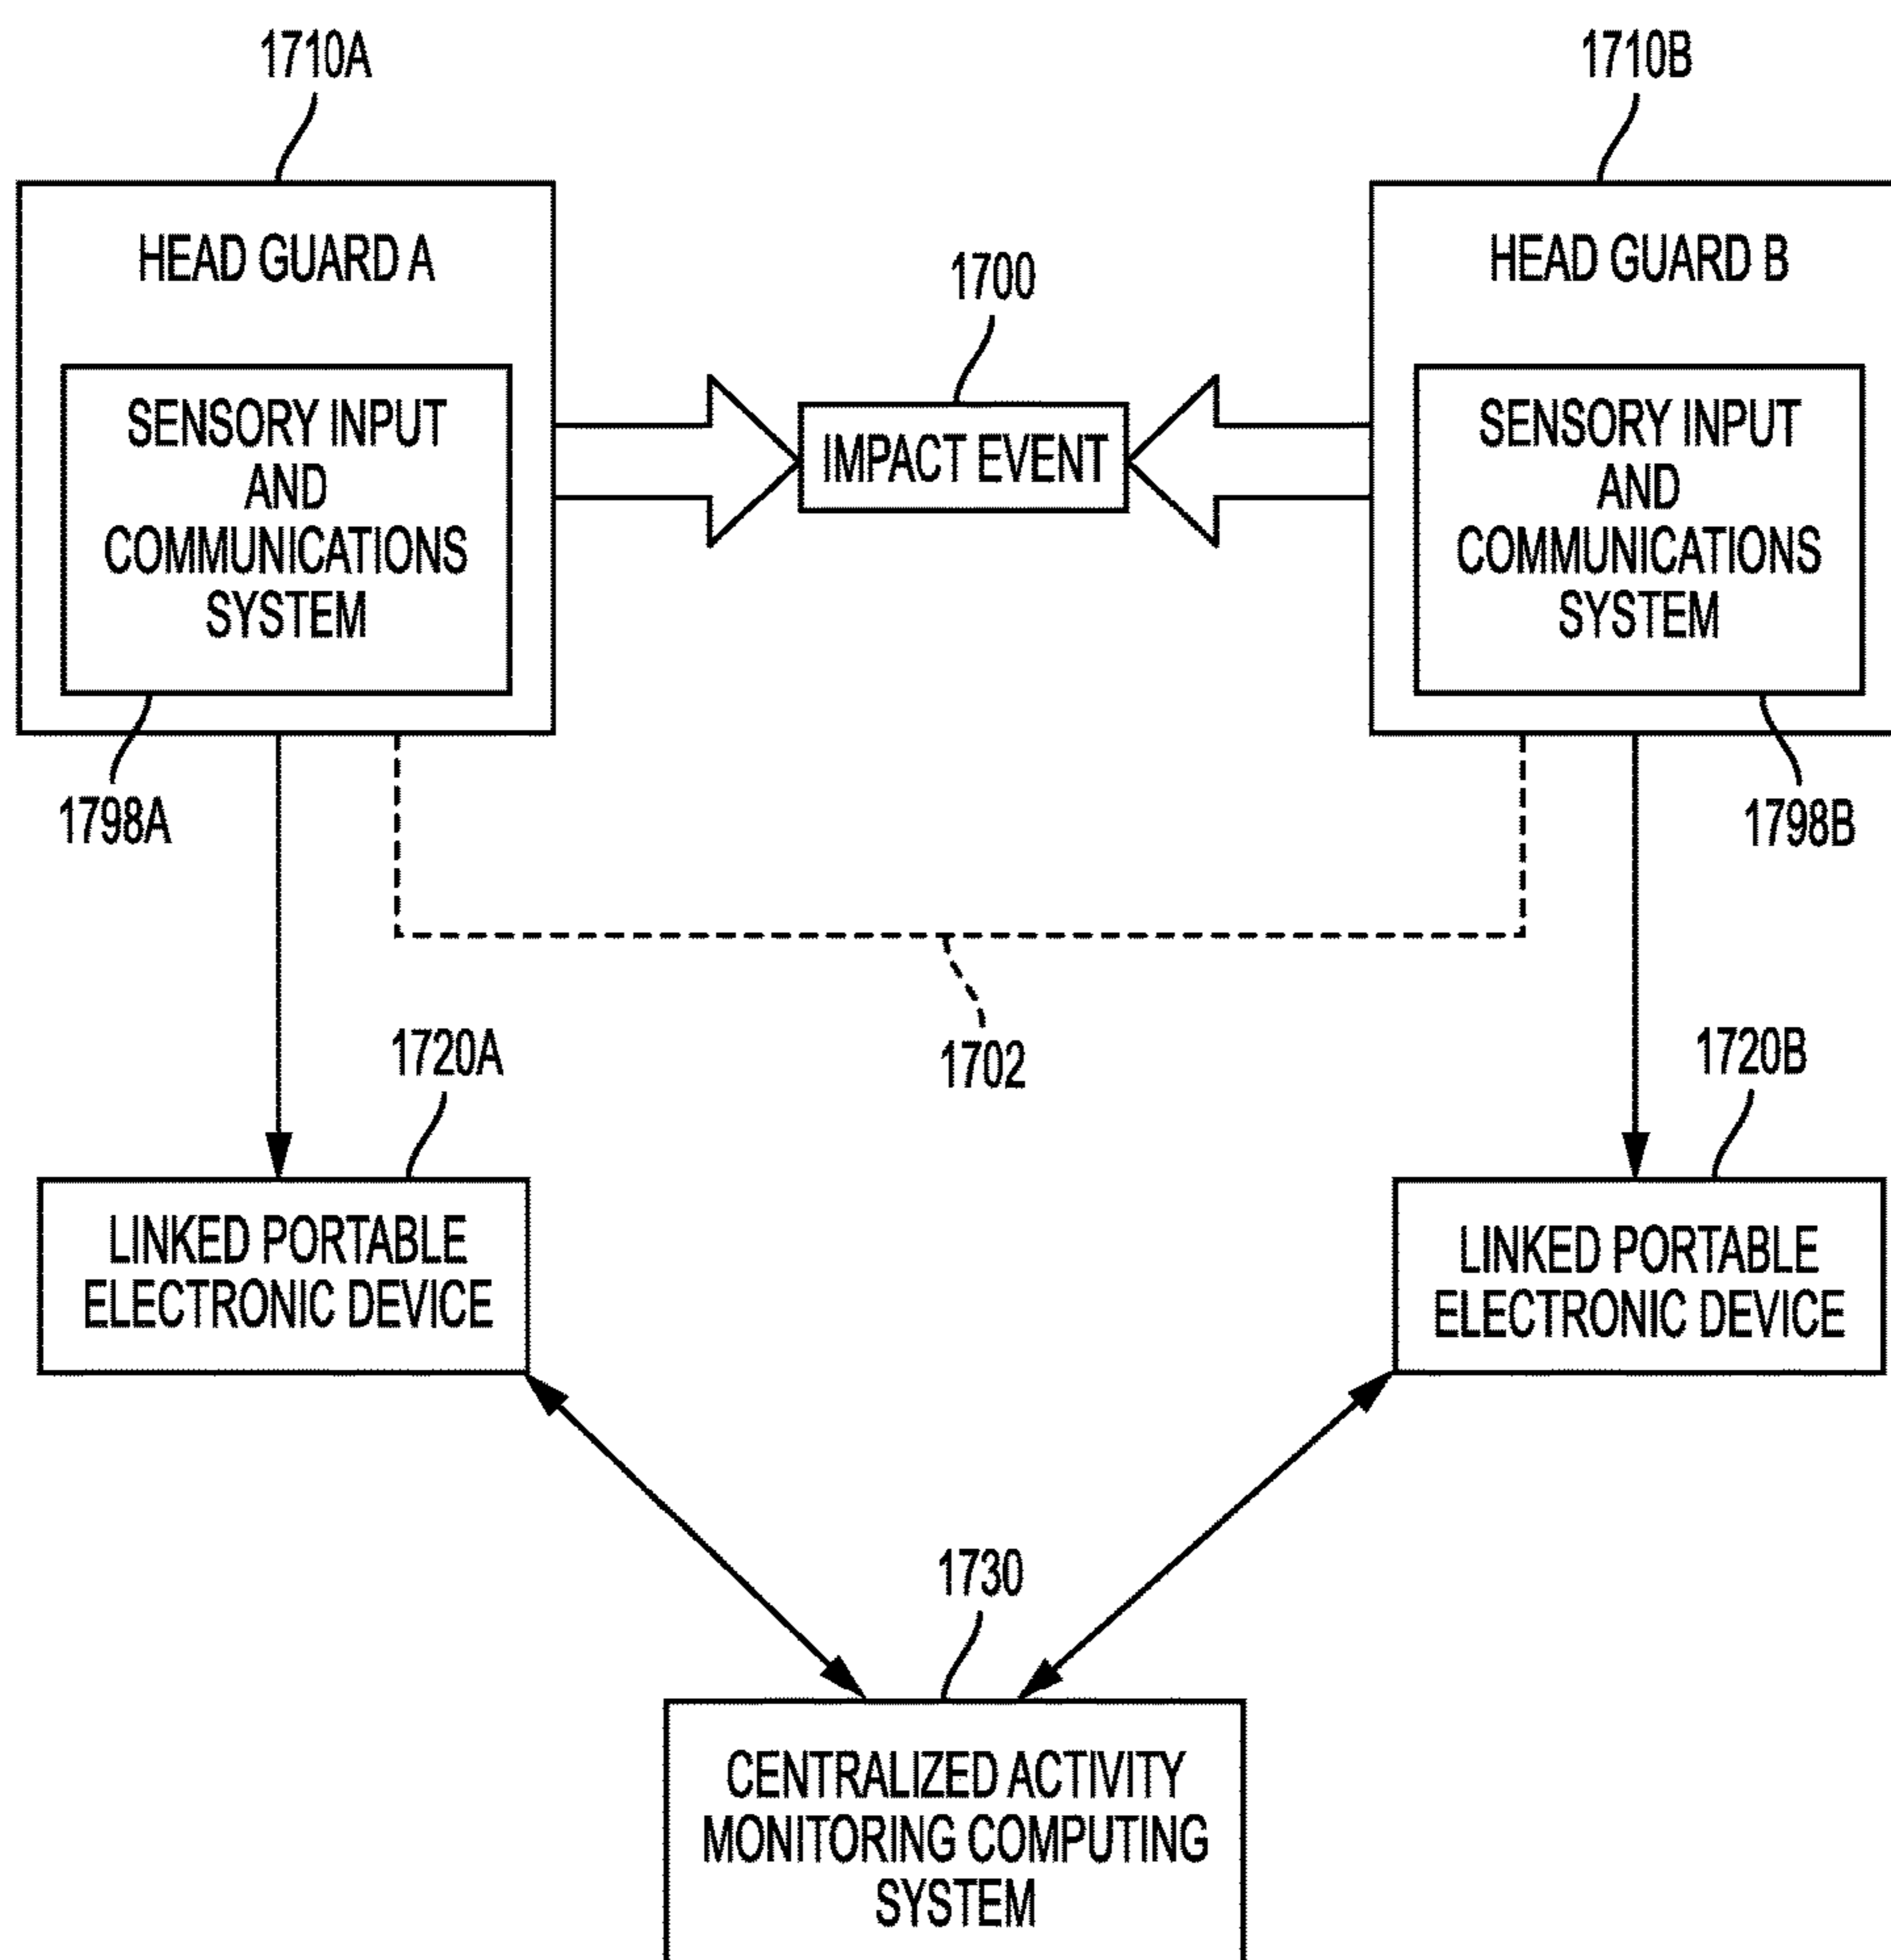 1710A
1710B
HEAD GUARD A
HEAD GUARD B
1700
SENSORY INPUT
AND
COMMUNICATIONS
SYSTEM
IMPACT EVENT
SENSORY INPUT
AND
COMMUNICATIONS
SYSTEM
1798A
1798B
1702
1720A
1720B
LINKED PORTABLE
ELECTRONIC DEVICE
LINKED PORTABLE
ELECTRONIC DEVICE
1730
CENTRALIZED ACTIVITY
MONITORING COMPUTING
SYSTEM